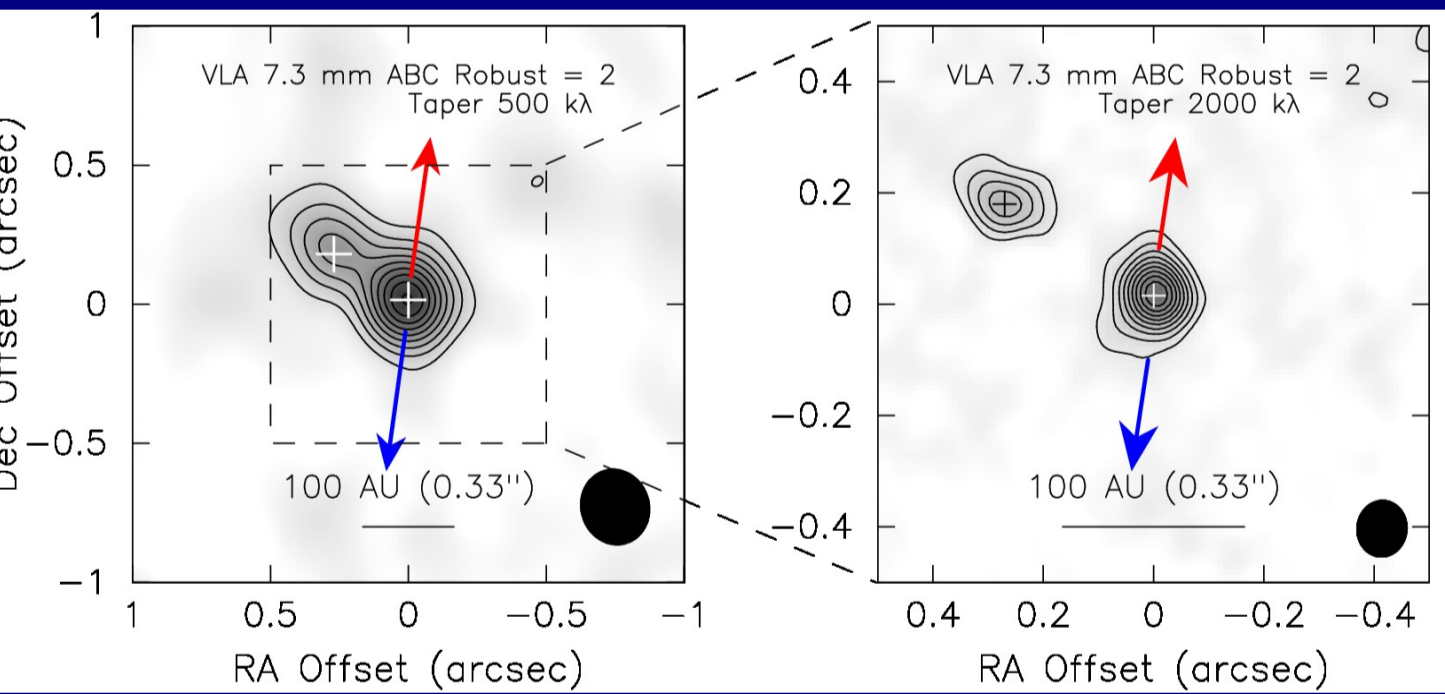 VLA 7.3 mm ABC Robust = 2
Taper 500 kλ
100 AU (0.33")
1
0.5
0
−0.5
−1
Dec Offset (arcsec)
1 0.5 0 −0.5 −1
RA Offset (arcsec)
VLA 7.3 mm ABC Robust = 2
Taper 2000 kλ
100 AU (0.33")
0.4
0.2
0
−0.2
−0.4
0.4 0.2 0 −0.2 −0.4
RA Offset (arcsec)